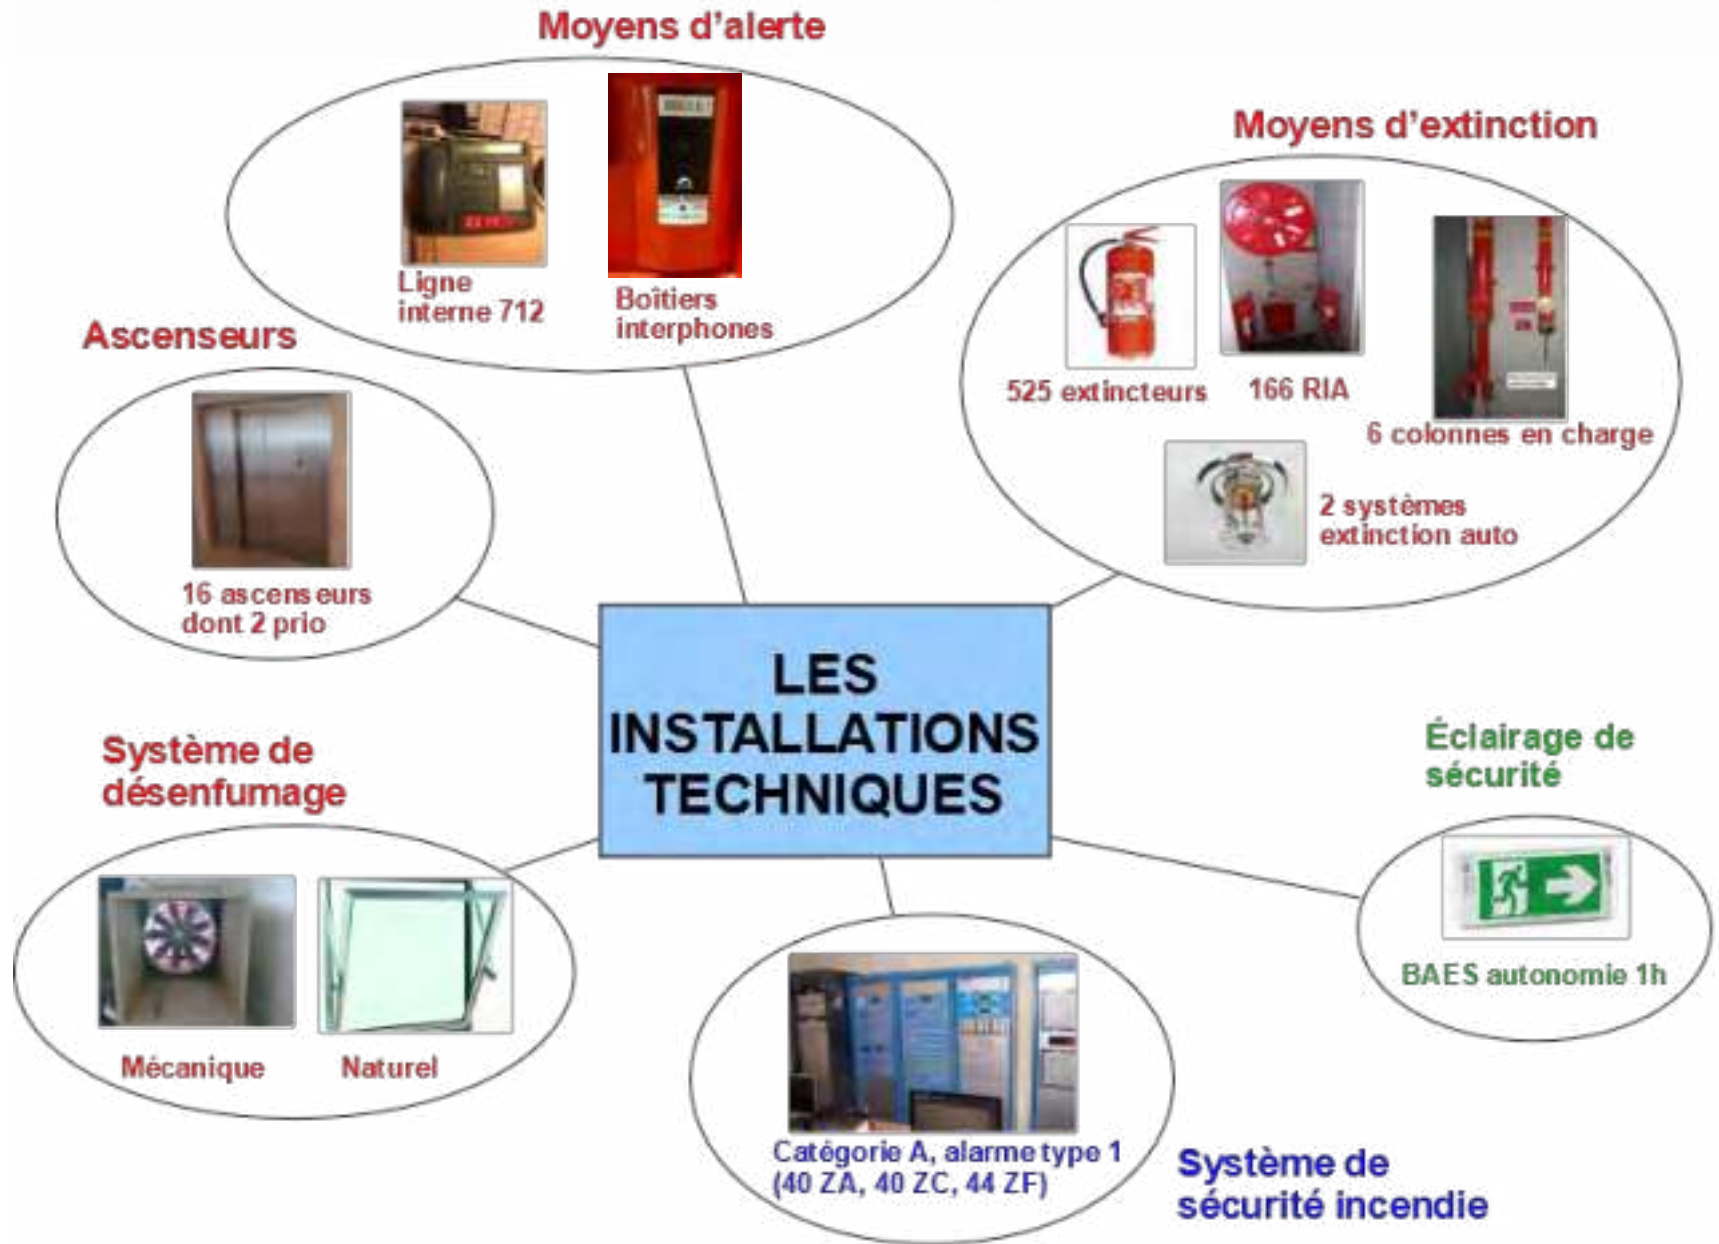 Moyens d'alerte
Ligne
interne 712
Boîtiers
interphones
Moyens d'extinction
525 extincteurs
166 RIA
6 colonnes en charge
2 systèmes
extinction auto
Ascenseurs
16 ascenseurs
dont 2 prio
LES
INSTALLATIONS
TECHNIQUES
Système de
désenfumage
Mécanique
Naturel
Éclairage de
sécurité
BAES autonomie 1h
Catégorie A, alarme type 1
(40 ZA, 40 ZC, 44 ZF)
Système de
sécurité incendie